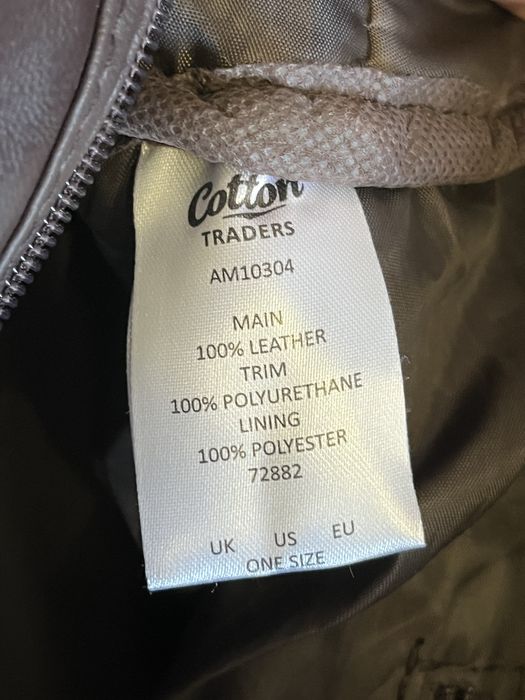 Cotton
TRADERS
AM10304
MAIN
100% LEATHER
TRIM
100% POLYURETHANE
LINING
100% POLYESTER
72882
UK US EU
ONE SIZE